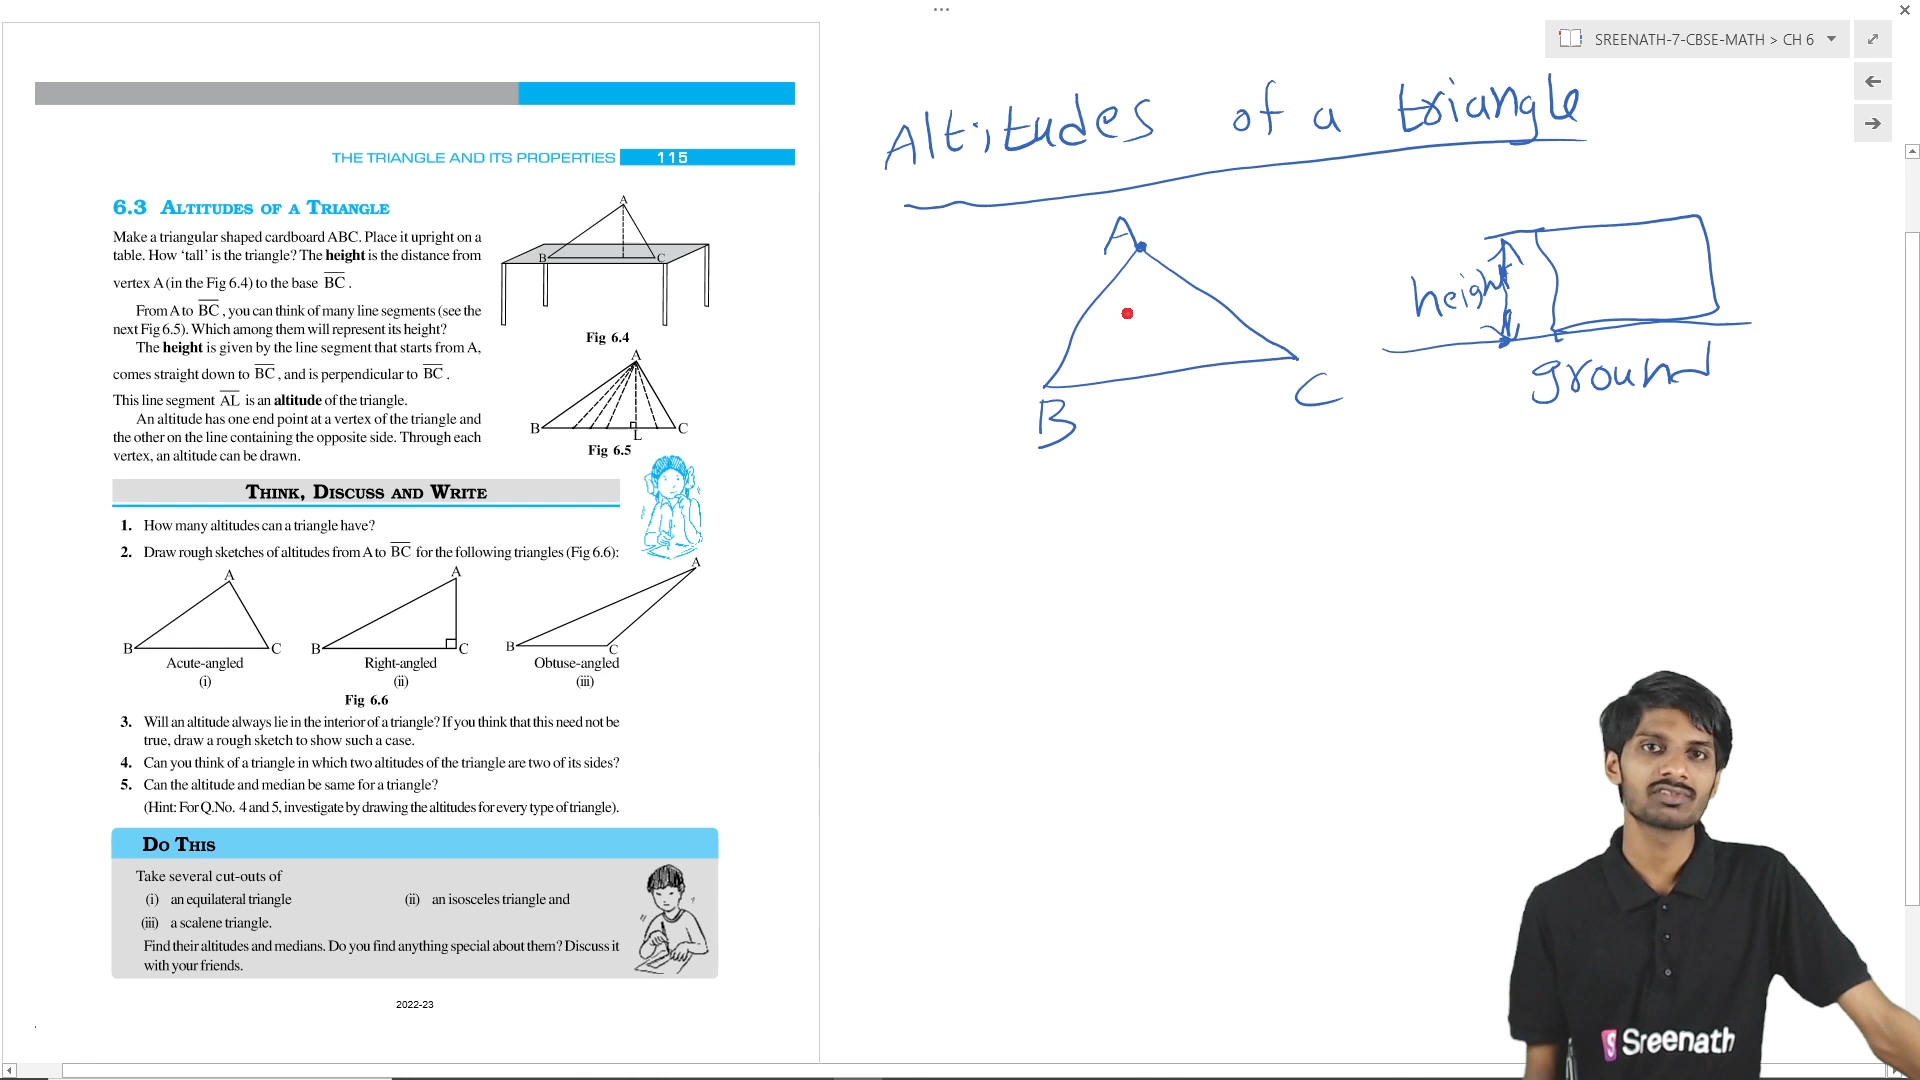 SREENATH-7-CBSE-MATH > CH 6
THE TRIANGLE AND ITS PROPERTIES 115
6.3 ALTITUDES OF A TRIANGLE
Make a triangular shaped cardboard ABC. Place it upright on a
table. How ‘tall’ is the triangle? The height is the distance from
vertex A (in the Fig 6.4) to the base BC .
From A to BC , you can think of many line segments (see the
next Fig 6.5). Which among them will represent its height?
The height is given by the line segment that starts from A,
comes straight down to BC , and is perpendicular to BC .
This line segment AL is an altitude of the triangle.
An altitude has one end point at a vertex of the triangle and
the other on the line containing the opposite side. Through each
vertex, an altitude can be drawn.
A
B
C
Fig 6.4
A
B
L
C
Fig 6.5
THINK, DISCUSS AND WRITE
1. How many altitudes can a triangle have?
2. Draw rough sketches of altitudes from A to BC for the following triangles (Fig 6.6):
A
B
C
Acute-angled
(i)
A
B
C
Right-angled
(ii)
A
B
C
Obtuse-angled
(iii)
Fig 6.6
3. Will an altitude always lie in the interior of a triangle? If you think that this need not be
true, draw a rough sketch to show such a case.
4. Can you think of a triangle in which two altitudes of the triangle are two of its sides?
5. Can the altitude and median be same for a triangle?
(Hint: For Q.No. 4 and 5, investigate by drawing the altitudes for every type of triangle).
DO THIS
Take several cut-outs of
(i) an equilateral triangle (ii) an isosceles triangle and
(iii) a scalene triangle.
Find their altitudes and medians. Do you find anything special about them? Discuss it
with your friends.
2022-23
Altitudes of a triangle
A
B
C
height
ground
Sreenath